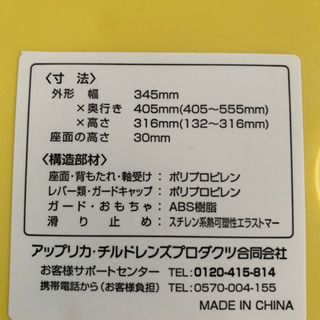 〈寸 法〉
外形 幅 345mm
×奥行き 405mm(405〜555mm)
×高さ 316mm(132〜316mm)
座面の高さ 30mm
〈構造部材〉
座面・背もたれ・軸受け：ポリプロピレン
レバー類・ガードキャップ：ポリプロピレン
ガード・おもちゃ：ABS樹脂
滑り止め：スチレン系熱可塑性エラストマー
アップリカ・チルドレンズプロダクツ合同会社
お客様サポートセンター TEL:0120-415-814
携帯電話から（お客様負担）TEL:0570-004-155
MADE IN CHINA